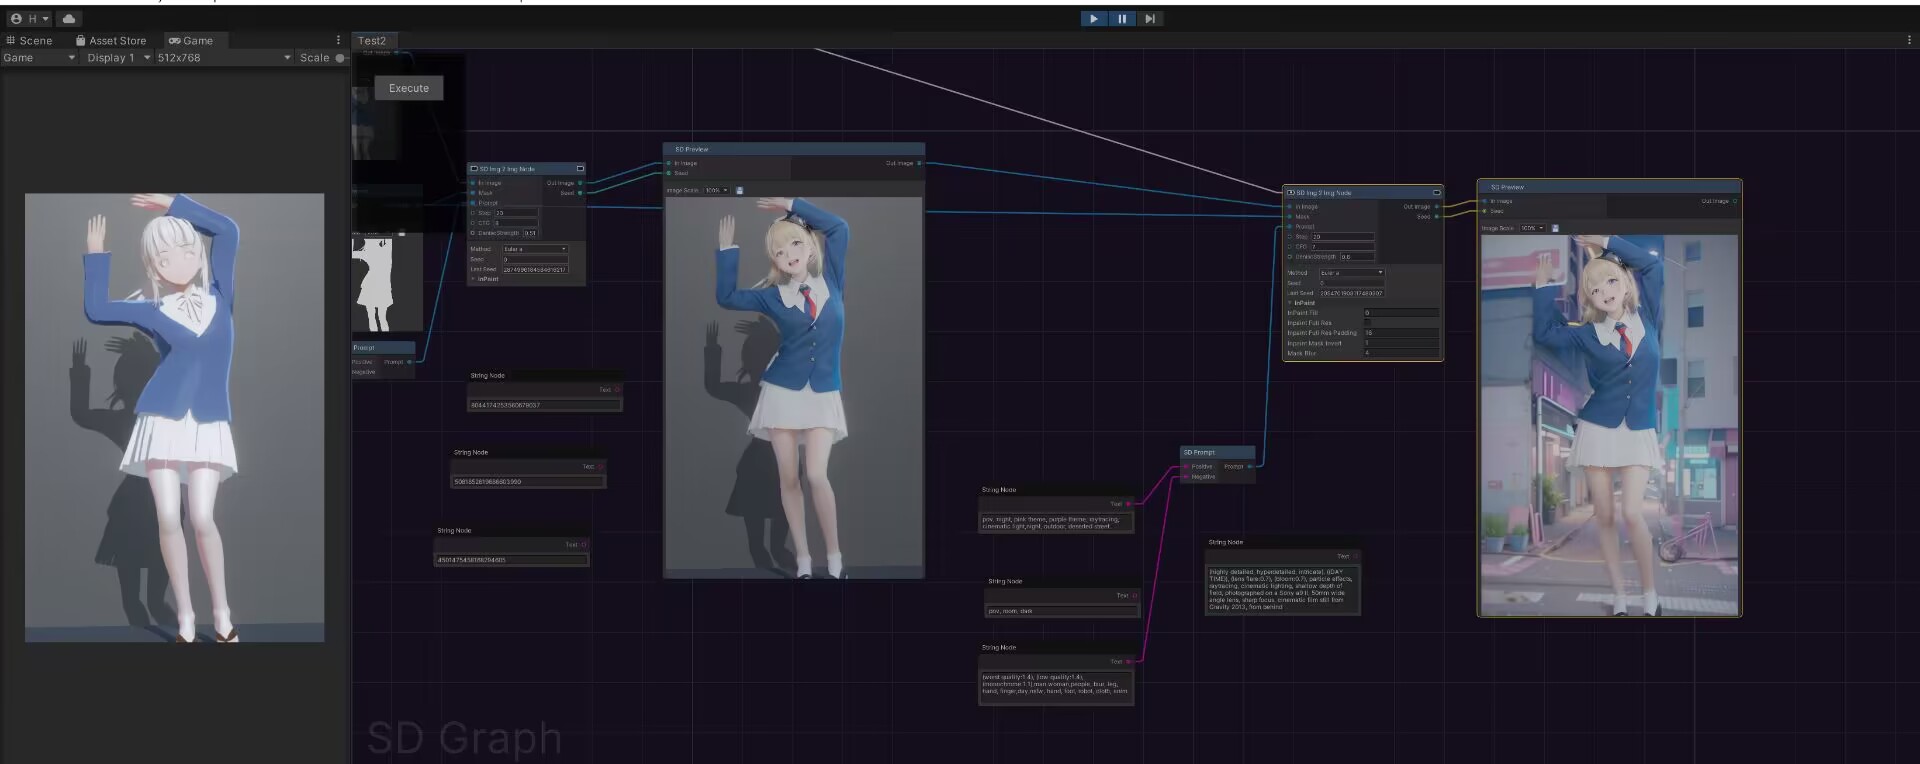 H
Scene
Asset Store
Game
Game
Display 1
512x768
Scale
Test2
Out Image
Execute
SD Img 2 Img Node
In Image
Out Image
Mask
Seed
Prompt
Step 20
CFG
DenoiseStrength 0.51
Method Euler a
Seed 0
Last Seed
InPaint
Prompt
Positive
Prompt
Negative
String Node
Text
String Node
Text
String Node
Text
SD Preview
In Image
Out Image
Seed
Image Scale 100%
String Node
Text
pov, night, pink theme, purple theme, raytracing,
cinematic light,night, outdoor, deserted street
String Node
Text
pov, room, dark
String Node
Text
(worst quality:1.4), (low quality:1.4),
(monochrome:1.1),man,woman,people, blur, leg,
hand, finger,day,nsfw, hand, foot, robot, cloth,
SD Prompt
Positive
Prompt
Negative
String Node
Text
(highly detailed, hyperdetailed, intricate), ((DAY
TIME)), (lens flare:0.7), (bloom:0.7), particle effects,
raytracing, cinematic lighting, shallow depth of
field, photographed on a Sony a9 II, 50mm wide
angle lens, sharp focus, cinematic film still from
Gravity 2013, from behind
SD Img 2 Img Node
In Image
Out Image
Mask
Seed
Prompt
Step 20
CFG 7
DenoiseStrength 0.6
Method Euler a
Seed 0
Last Seed
InPaint
InPaint Fill 0
Inpaint Full Res
Inpaint Full Res Padding 16
Inpaint Mask Invert 1
Mask Blur 4
SD Preview
In Image
Out Image
Seed
Image Scale 100%
SD Graph